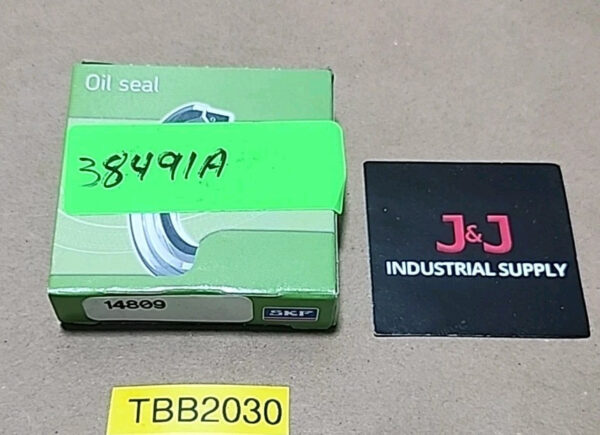 Oil seal
38491A
14809
SKF
J&J
INDUSTRIAL SUPPLY
TBB2030